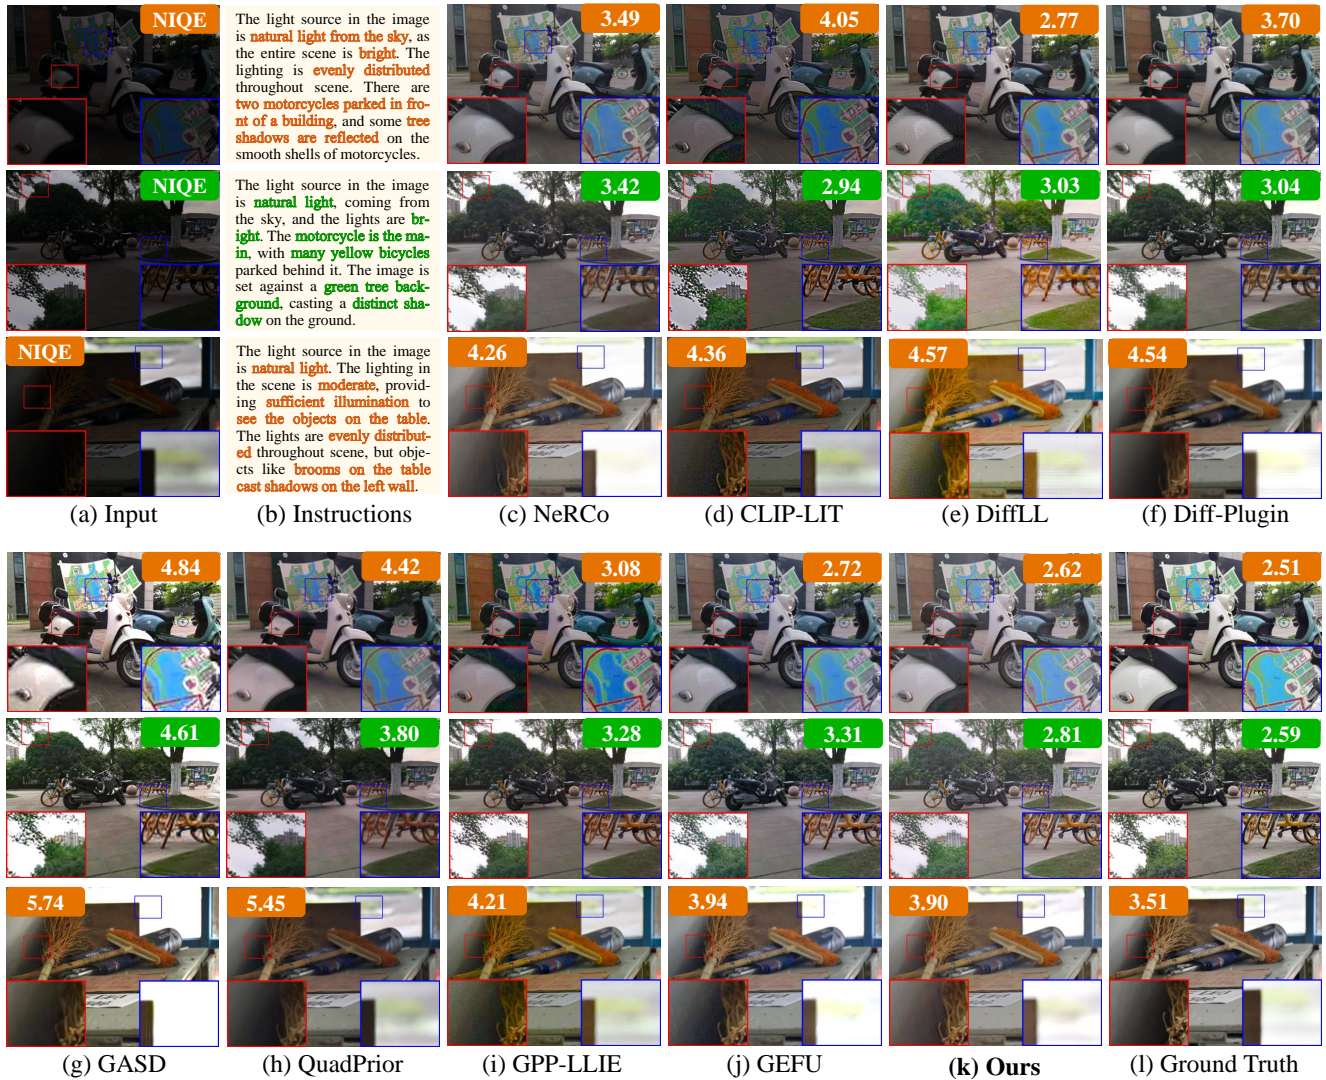 NIQE
The light source in the image
is natural light from the sky, as
the entire scene is bright. The
lighting is evenly distributed
throughout scene. There are
two motorcycles parked in fro-
nt of a building, and some tree
shadows are reflected on the
smooth shells of motorcycles.
3.49
4.05
2.77
3.70
NIQE
The light source in the image
is natural light, coming from
the sky, and the lights are br-
ight. The motorcycle is the ma-
in, with many yellow bicycles
parked behind it. The image is
set against a green tree back-
ground, casting a distinct sha-
dow on the ground.
3.42
2.94
3.03
3.04
NIQE
The light source in the image
is natural light. The lighting in
the scene is moderate, provid-
ing sufficient illumination to
see the objects on the table.
The lights are evenly distribut-
ed throughout scene, but obje-
cts like brooms on the table
cast shadows on the left wall.
4.26
4.36
4.57
4.54
(a) Input
(b) Instructions
(c) NeRCo
(d) CLIP-LIT
(e) DiffLL
(f) Diff-Plugin
4.84
4.42
3.08
2.72
2.62
2.51
4.61
3.80
3.28
3.31
2.81
2.59
5.74
5.45
4.21
3.94
3.90
3.51
(g) GASD
(h) QuadPrior
(i) GPP-LLIE
(j) GEFU
(k) Ours
(l) Ground Truth